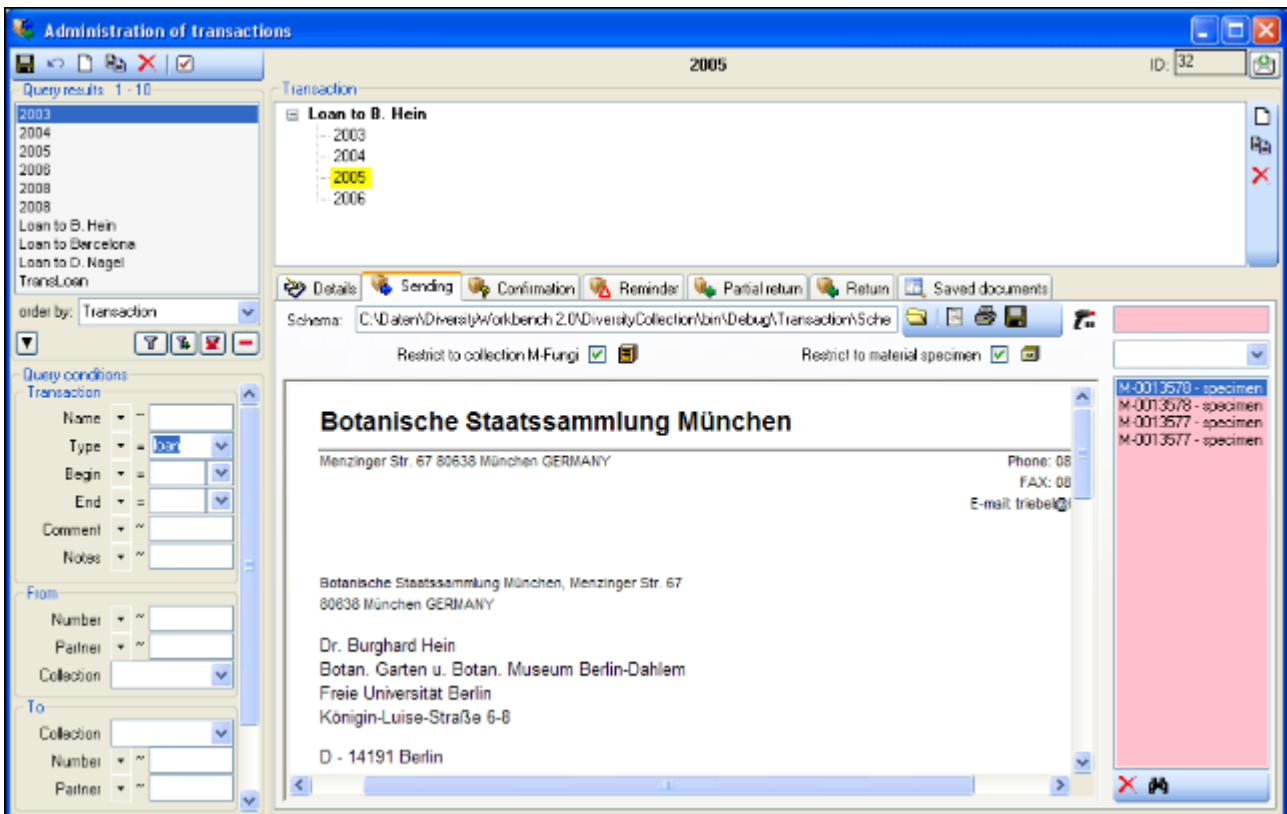 Administration of transactions
2005
ID: 32
Query results 1 - 10
2003
2004
2005
2006
2008
2008
Loan to B. Hein
Loan to Barcelona
Loan to D. Nagel
TransLoan
order by: Transaction
Query conditions
Transaction
Name ~
Type = loan
Begin =
End =
Comment ~
Notes ~
From
Number ~
Partner ~
Collection
To
Collection
Number ~
Partner ~
Transaction
Loan to B. Hein
2003
2004
2005
2006
Details Sending Confirmation Reminder Partial return Return Saved documents
Schema: C:\Daten\DiversityWorkbench 2.0\DiversityCollection\bin\Debug\Transaction\Sche
Restrict to collection M-Fungi Restrict to material specimen
Botanische Staatssammlung München
Menzinger Str. 67 80638 München GERMANY Phone: 08
FAX: 08
E-mail: triebel@
Botanische Staatssammlung München, Menzinger Str. 67
80638 München GERMANY
Dr. Burghard Hein
Botan. Garten u. Botan. Museum Berlin-Dahlem
Freie Universität Berlin
Königin-Luise-Straße 6-8
D - 14191 Berlin
M-0013578 - specimen
M-0013578 - specimen
M-0013577 - specimen
M-0013577 - specimen